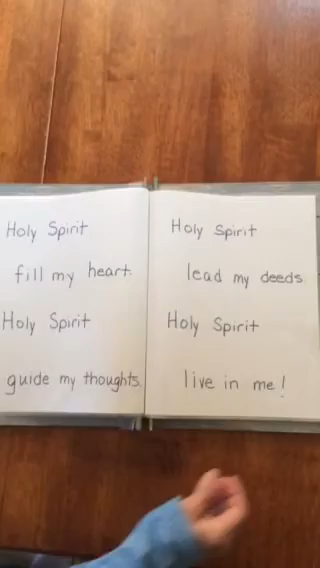 Holy Spirit
fill my heart.
Holy Spirit
guide my thoughts.
Holy Spirit
lead my deeds.
Holy Spirit
live in me!